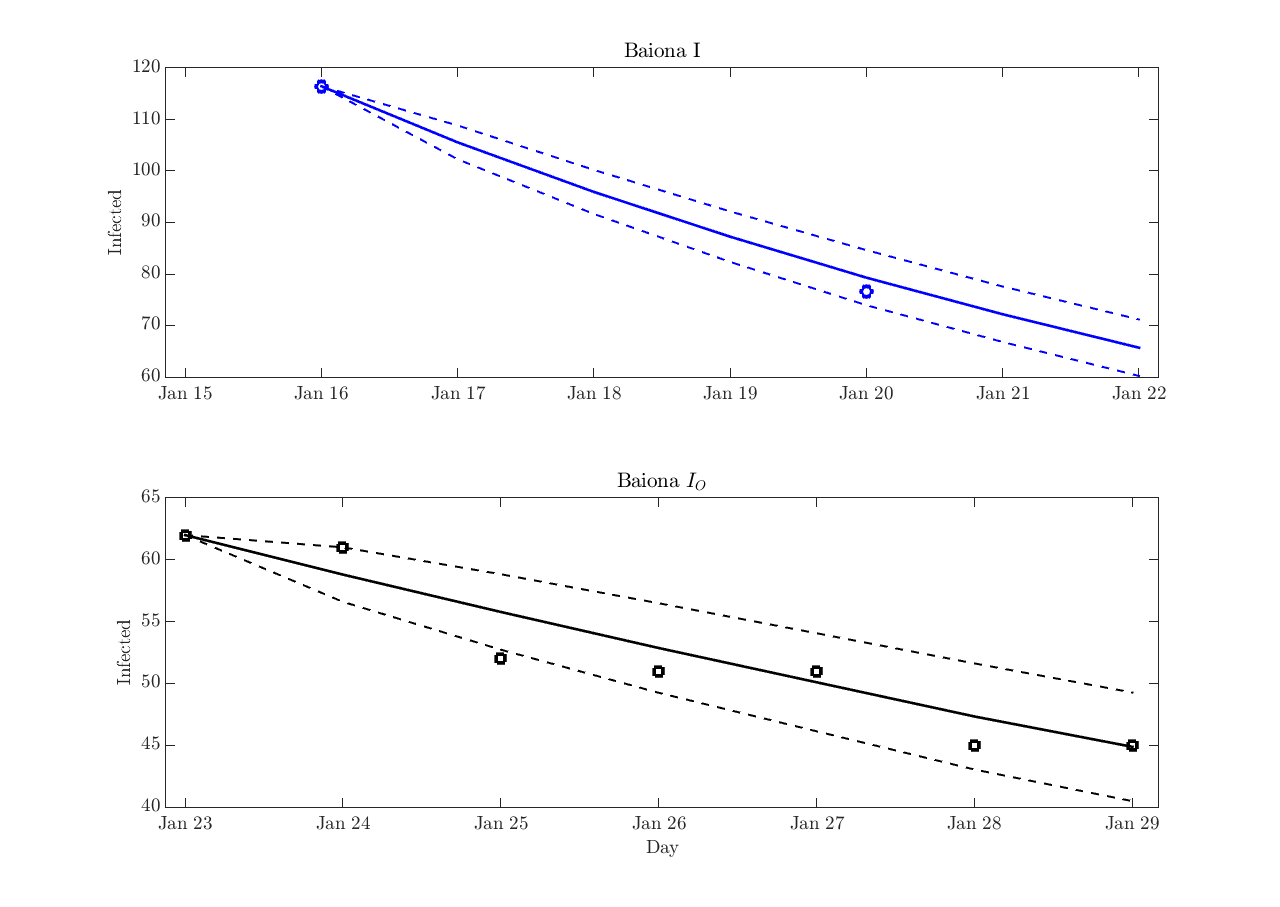 Baiona I
120
110
100
90
80
70
60
Infected
Jan 15 Jan 16 Jan 17 Jan 18 Jan 19 Jan 20 Jan 21 Jan 22
Baiona I_O
65
60
55
50
45
40
Infected
Jan 23 Jan 24 Jan 25 Jan 26 Jan 27 Jan 28 Jan 29
Day